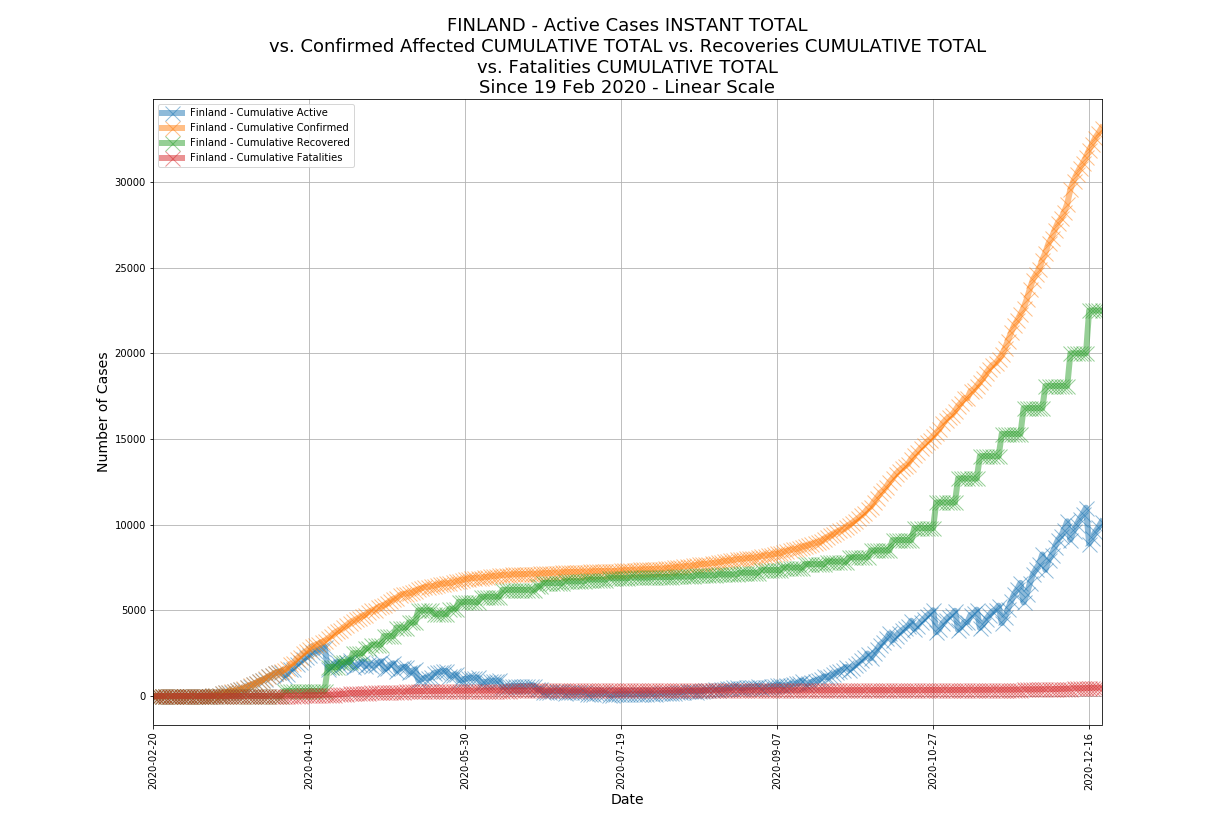 FINLAND - Active Cases INSTANT TOTAL
vs. Confirmed Affected CUMULATIVE TOTAL vs. Recoveries CUMULATIVE TOTAL
vs. Fatalities CUMULATIVE TOTAL
Since 19 Feb 2020 - Linear Scale
Finland - Cumulative Active
Finland - Cumulative Confirmed
Finland - Cumulative Recovered
Finland - Cumulative Fatalities
Number of Cases
30000
25000
20000
15000
10000
5000
0
2020-02-20
2020-04-10
2020-05-30
2020-07-19
2020-09-07
2020-10-27
2020-12-16
Date